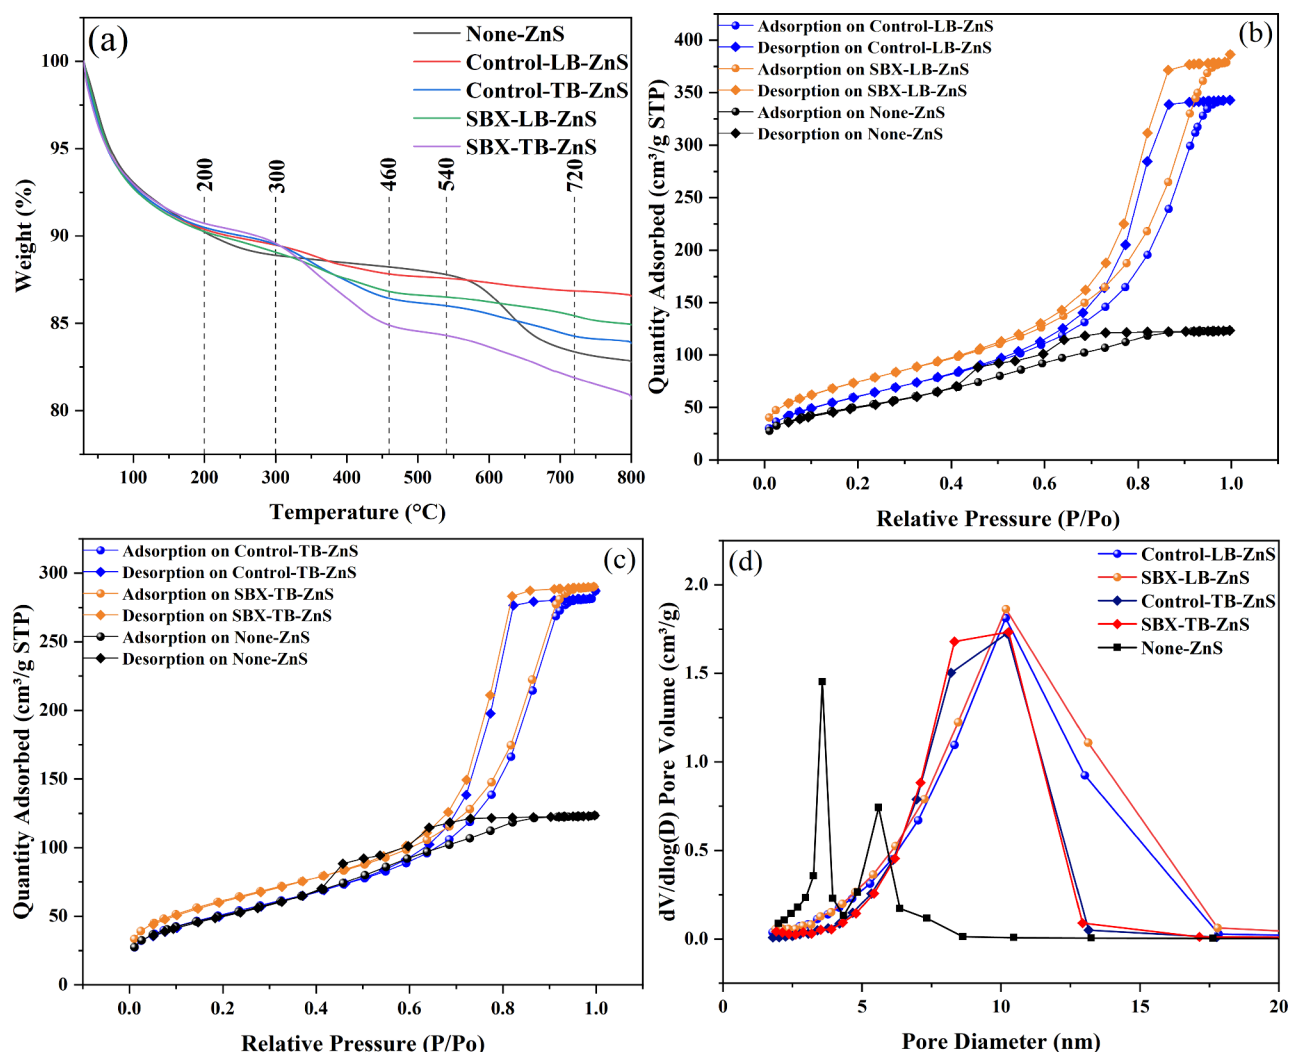 (a)
None-ZnS
Control-LB-ZnS
Control-TB-ZnS
SBX-LB-ZnS
SBX-TB-ZnS
200
300
460
540
720
100
95
90
85
80
Weight (%)
100
200
300
400
500
600
700
800
Temperature (°C)
(b)
Adsorption on Control-LB-ZnS
Desorption on Control-LB-ZnS
Adsorption on SBX-LB-ZnS
Desorption on SBX-LB-ZnS
Adsorption on None-ZnS
Desorption on None-ZnS
400
350
300
250
200
150
100
50
0
Quantity Adsorbed (cm³/g STP)
0.0
0.2
0.4
0.6
0.8
1.0
Relative Pressure (P/Po)
(c)
Adsorption on Control-TB-ZnS
Desorption on Control-TB-ZnS
Adsorption on SBX-TB-ZnS
Desorption on SBX-TB-ZnS
Adsorption on None-ZnS
Desorption on None-ZnS
300
250
200
150
100
50
0
Quantity Adsorbed (cm³/g STP)
0.0
0.2
0.4
0.6
0.8
1.0
Relative Pressure (P/Po)
(d)
Control-LB-ZnS
SBX-LB-ZnS
Control-TB-ZnS
SBX-TB-ZnS
None-ZnS
2.0
1.5
1.0
0.5
0.0
dV/dlog(D) Pore Volume (cm³/g)
0
5
10
15
20
Pore Diameter (nm)